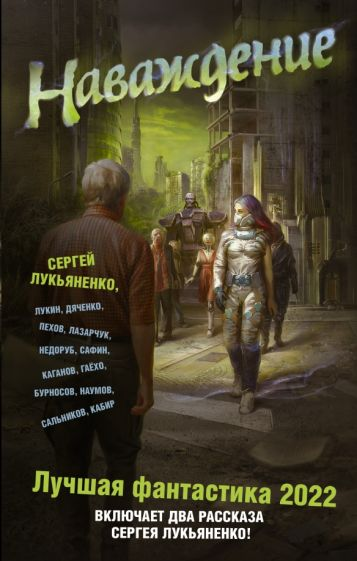 Наваждение
СЕРГЕЙ
ЛУКЬЯНЕНКО,
ЛУКИН, ДЯЧЕНКО,
ПЕХОВ, ЛАЗАРЧУК,
НЕДОРУБ, САФИН,
КАГАНОВ, ГАЁХО,
БУРНОСОВ, НАУМОВ,
САЛЬНИКОВ, КАБИР
Лучшая фантастика 2022
ВКЛЮЧАЕТ ДВА РАССКАЗА
СЕРГЕЯ ЛУКЬЯНЕНКО!